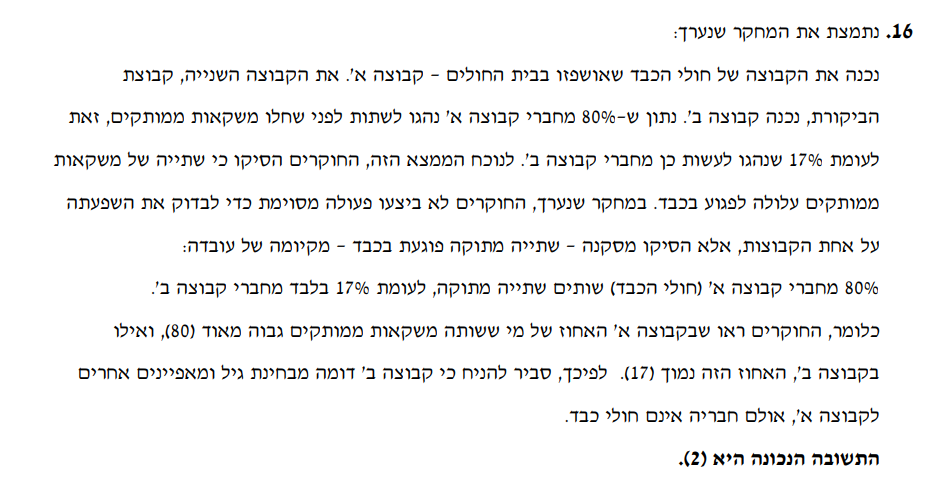 16. נתמצת את המחקר שנערך:
נכנה את הקבוצה של חולי הכבד שאושפזו בבית החולים – קבוצה א'. את הקבוצה השנייה, קבוצת
הביקורת, נכנה קבוצה ב'. נתון ש-80% מחברי קבוצה א' נהגו לשתות לפני שחלו משקאות ממותקים, זאת
לעומת 17% שנהגו לעשות כן מחברי קבוצה ב'. לנוכח הממצא הזה, החוקרים הסיקו כי שתייה של משקאות
ממותקים עלולה לפגוע בכבד. במחקר שנערך, החוקרים לא ביצעו פעולה מסוימת כדי לבדוק את השפעתה
על אחת הקבוצות, אלא הסיקו מסקנה – שתייה מתוקה פוגעת בכבד – מקיומה של עובדה:
80% מחברי קבוצה א' (חולי הכבד) שותים שתייה מתוקה, לעומת 17% בלבד מחברי קבוצה ב'.
כלומר, החוקרים ראו שבקבוצה א' האחוז של מי ששותה משקאות ממותקים גבוה מאוד (80), ואילו
בקבוצה ב', האחוז הזה נמוך (17). לפיכך, סביר להניח כי קבוצה ב' דומה מבחינת גיל ומאפיינים אחרים
לקבוצה א', אולם חבריה אינם חולי כבד.
התשובה הנכונה היא (2).